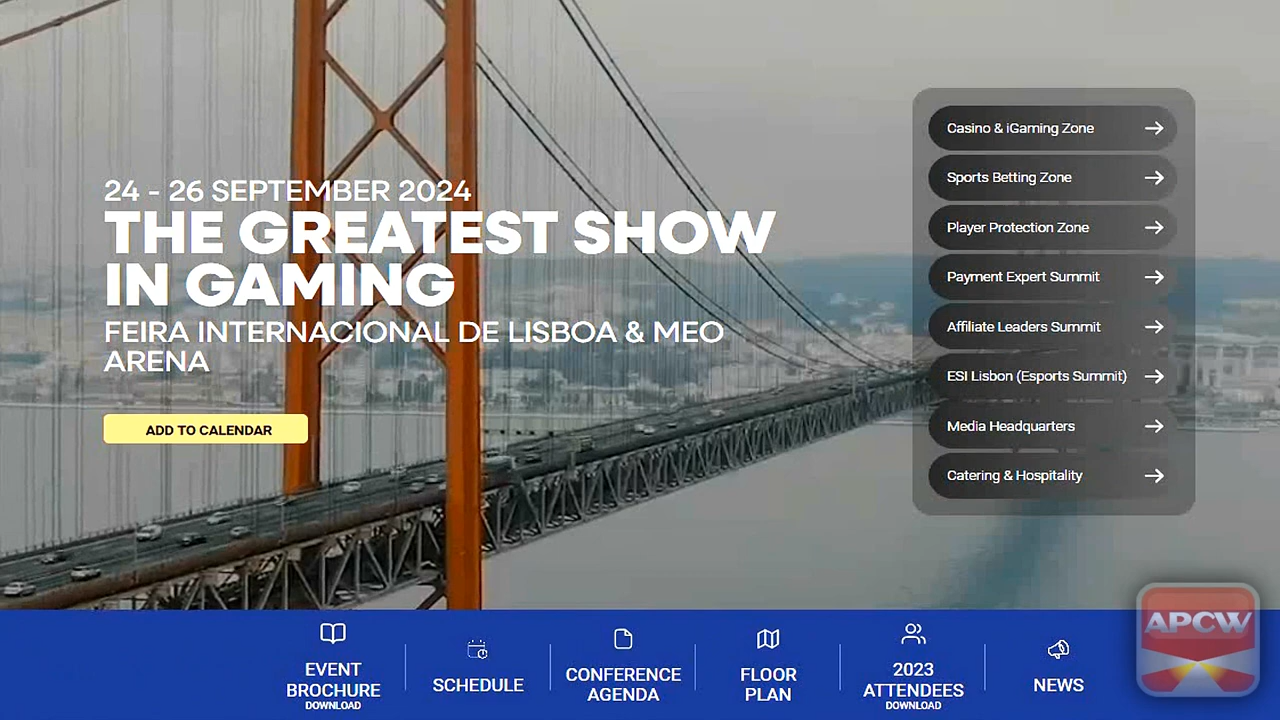 24 - 26 SEPTEMBER 2024
THE GREATEST SHOW
IN GAMING
FEIRA INTERNACIONAL DE LISBOA & MEO
ARENA
ADD TO CALENDAR
Casino & iGaming Zone
Sports Betting Zone
Player Protection Zone
Payment Expert Summit
Affiliate Leaders Summit
ESI Lisbon (Esports Summit)
Media Headquarters
Catering & Hospitality
EVENT
BROCHURE
DOWNLOAD
SCHEDULE
CONFERENCE
AGENDA
FLOOR
PLAN
2023
ATTENDEES
DOWNLOAD
NEWS
APCW